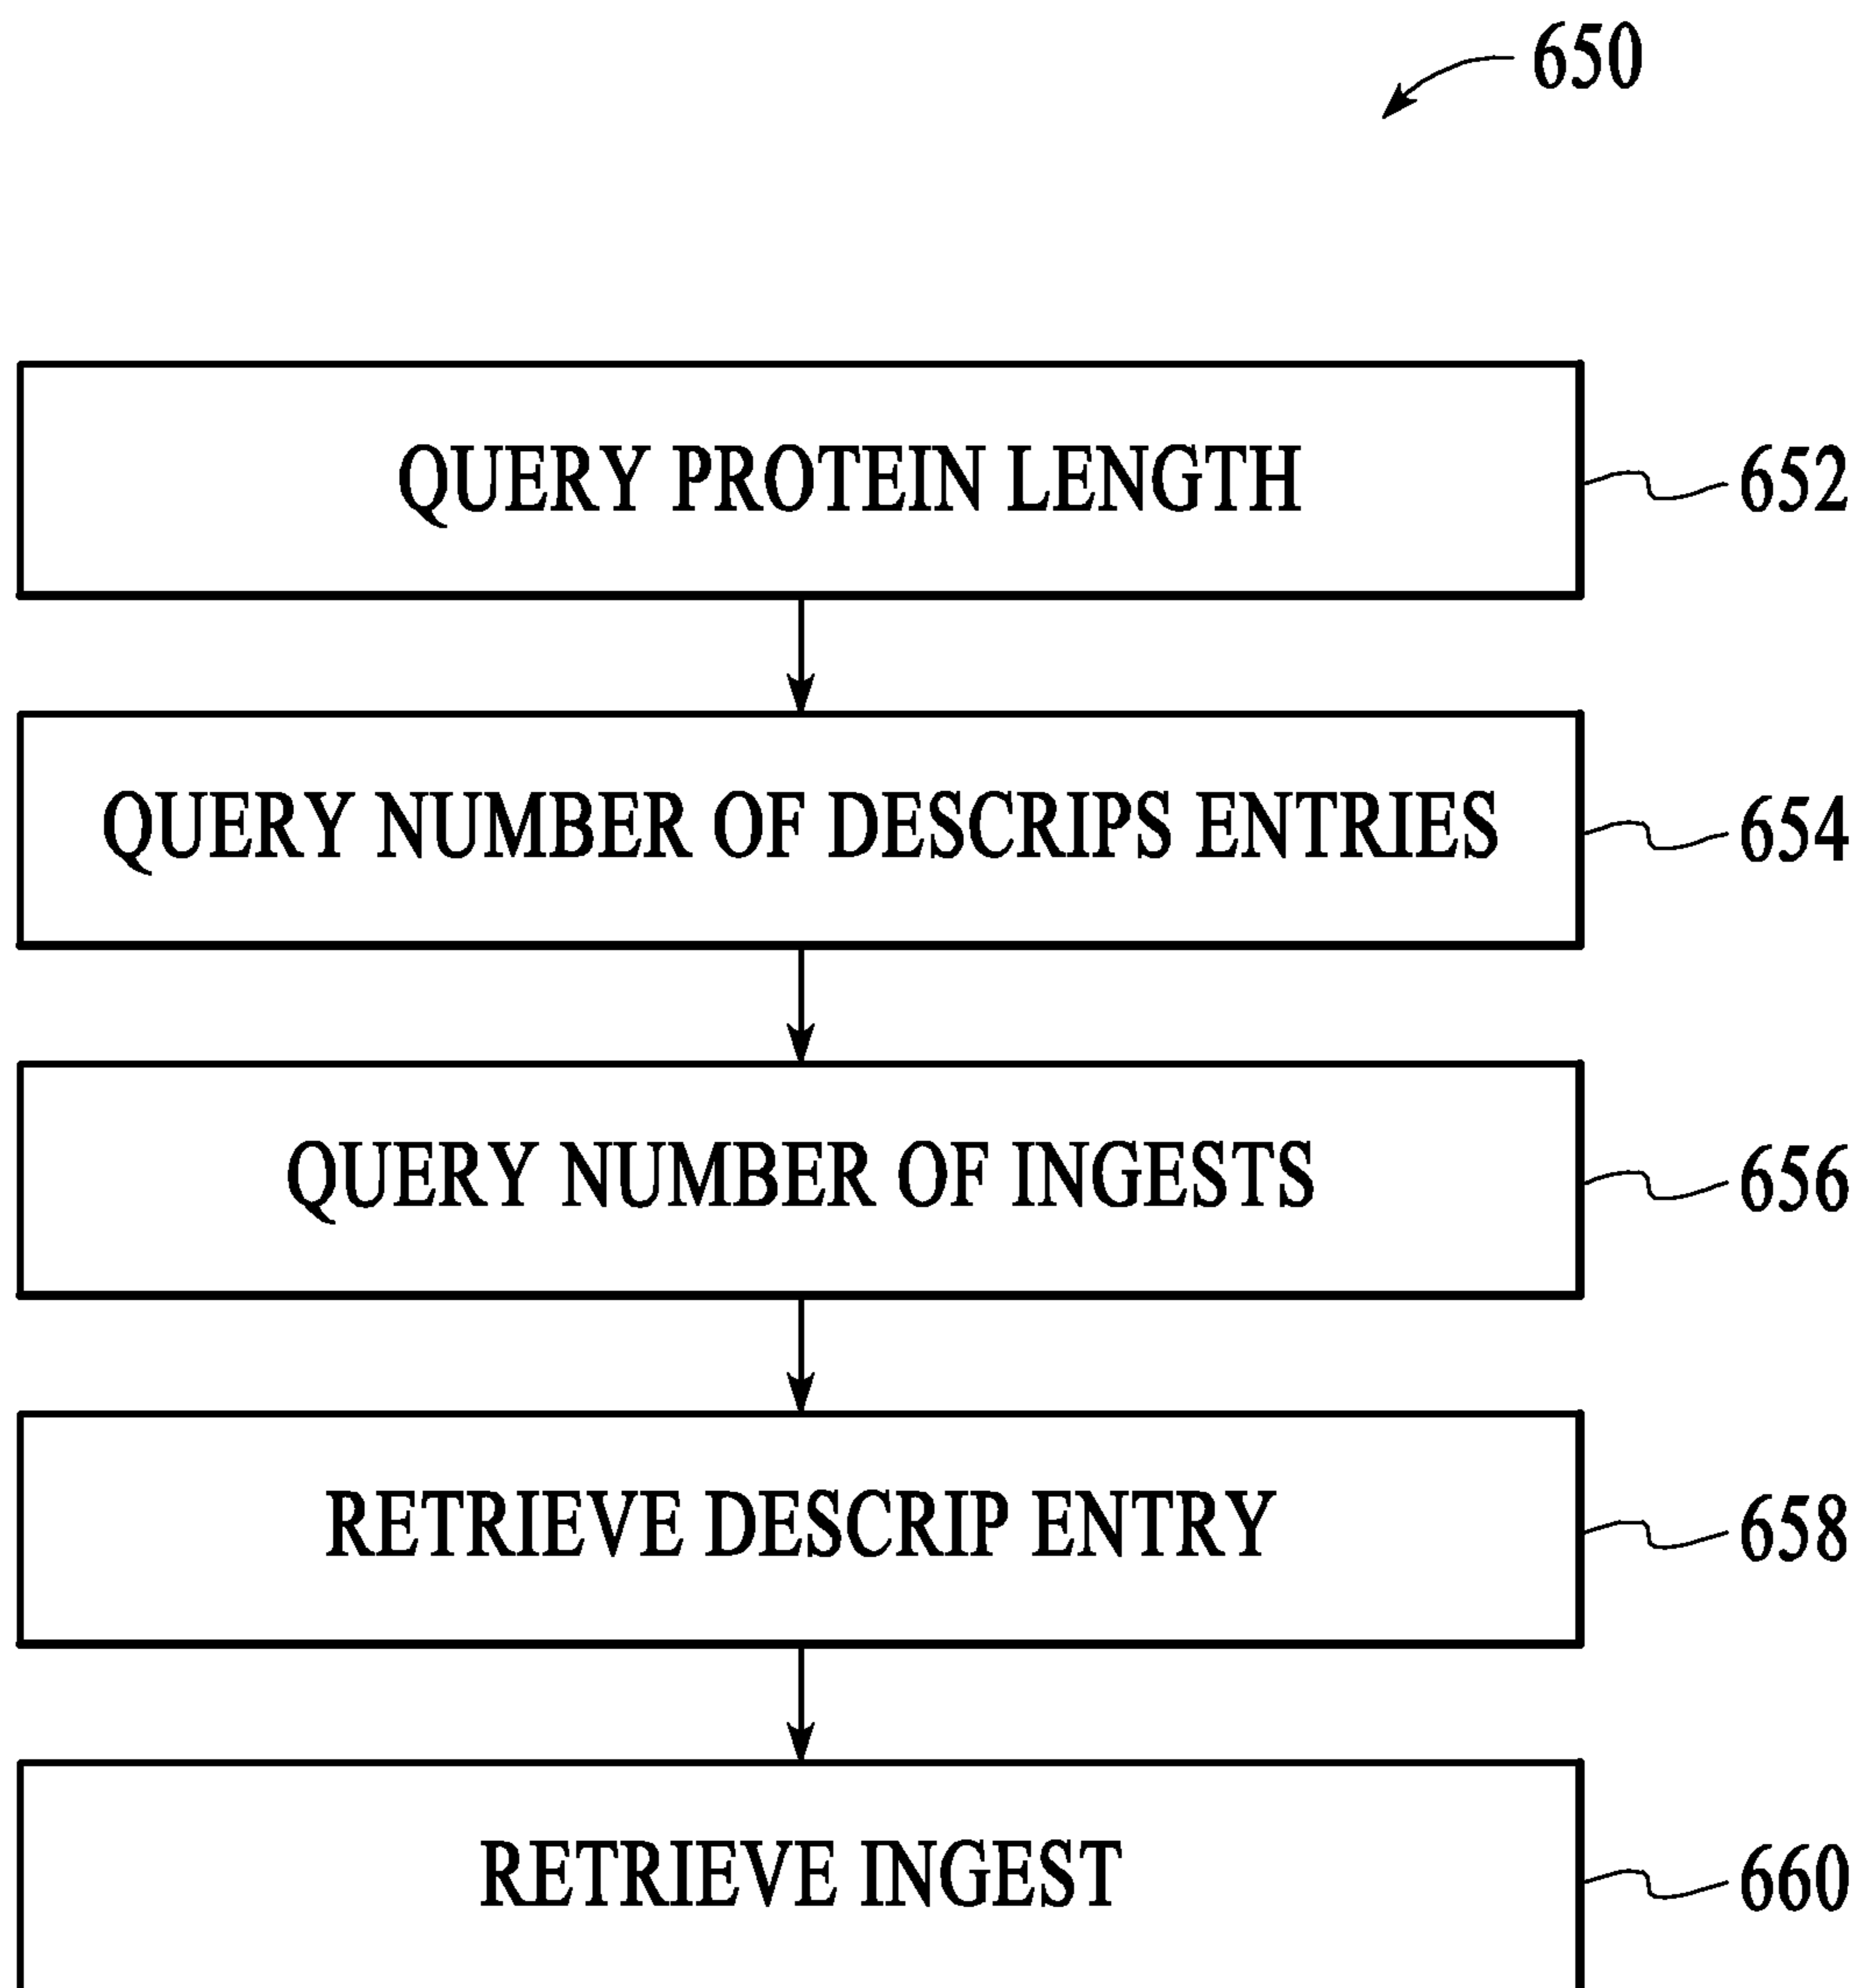 650
QUERY PROTEIN LENGTH
652
QUERY NUMBER OF DESCRIPS ENTRIES
654
QUERY NUMBER OF INGESTS
656
RETRIEVE DESCRIP ENTRY
658
RETRIEVE INGEST
660